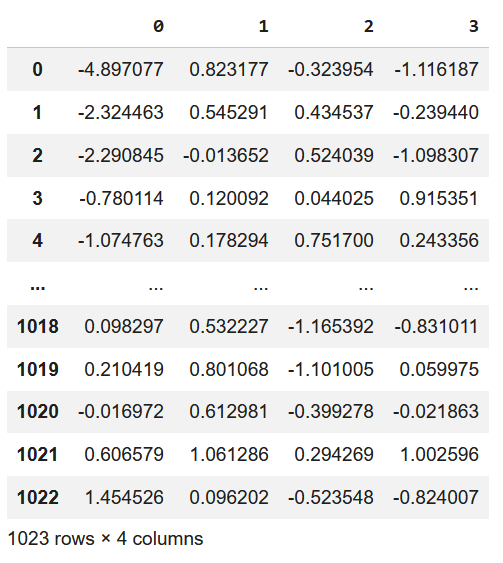 0 1 2 3
0 -4.897077 0.823177 -0.323954 -1.116187
1 -2.324463 0.545291 0.434537 -0.239440
2 -2.290845 -0.013652 0.524039 -1.098307
3 -0.780114 0.120092 0.044025 0.915351
4 -1.074763 0.178294 0.751700 0.243356
... ... ... ... ...
1018 0.098297 0.532227 -1.165392 -0.831011
1019 0.210419 0.801068 -1.101005 0.059975
1020 -0.016972 0.612981 -0.399278 -0.021863
1021 0.606579 1.061286 0.294269 1.002596
1022 1.454526 0.096202 -0.523548 -0.824007
1023 rows × 4 columns